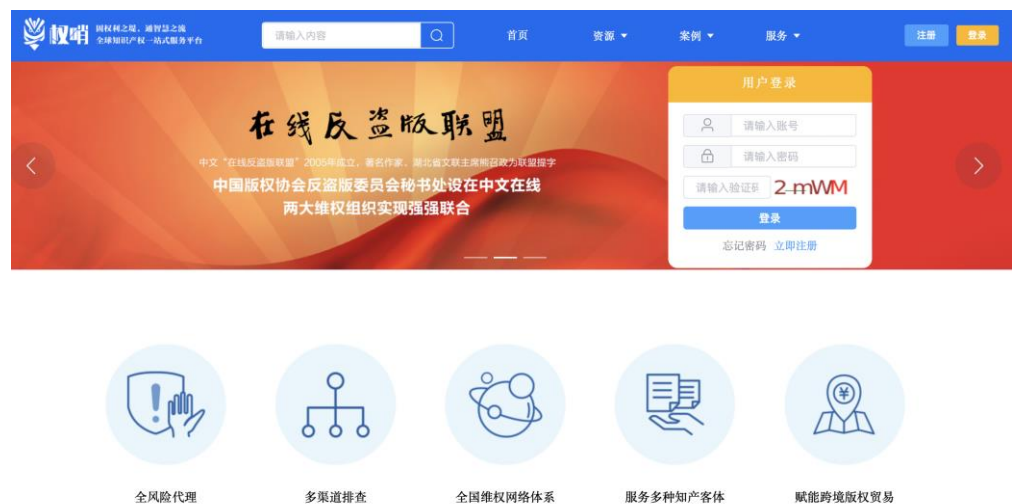 权哨
国权利之堤，通智慧之流
全球知识产权一站式服务平台
请输入内容
首页
资源
案例
服务
注册
登录
在线反盗版联盟
中文“在线反盗版联盟”2005年成立，著名作家、湖北省文联主席熊召政为联盟提字
中国版权协会反盗版委员会秘书处设在中文在线
两大维权组织实现强强联合
用户登录
请输入账号
请输入密码
请输入验证码
2-mWM
登录
忘记密码 立即注册
全风险代理
多渠道排查
全国维权网络体系
服务多种知产客体
赋能跨境版权贸易